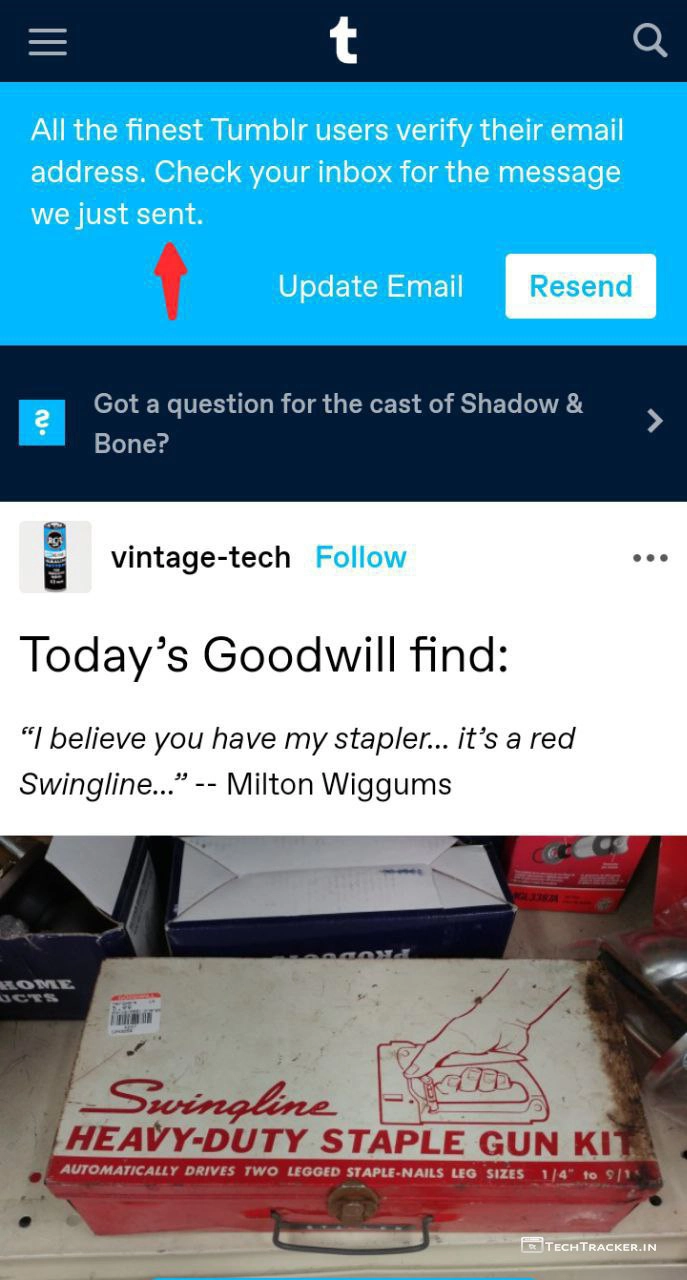 t
All the finest Tumblr users verify their email
address. Check your inbox for the message
we just sent.
Update Email
Resend
?
Got a question for the cast of Shadow &
Bone?
vintage-tech Follow
Today's Goodwill find:
“I believe you have my stapler... it's a red
Swingline...” -- Milton Wiggums
HOME
UCTS
Swingline
HEAVY-DUTY STAPLE GUN KIT
AUTOMATICALLY DRIVES TWO LEGGED STAPLE-NAILS LEG SIZES 1/4" to 9/1
TECHTRACKER.IN